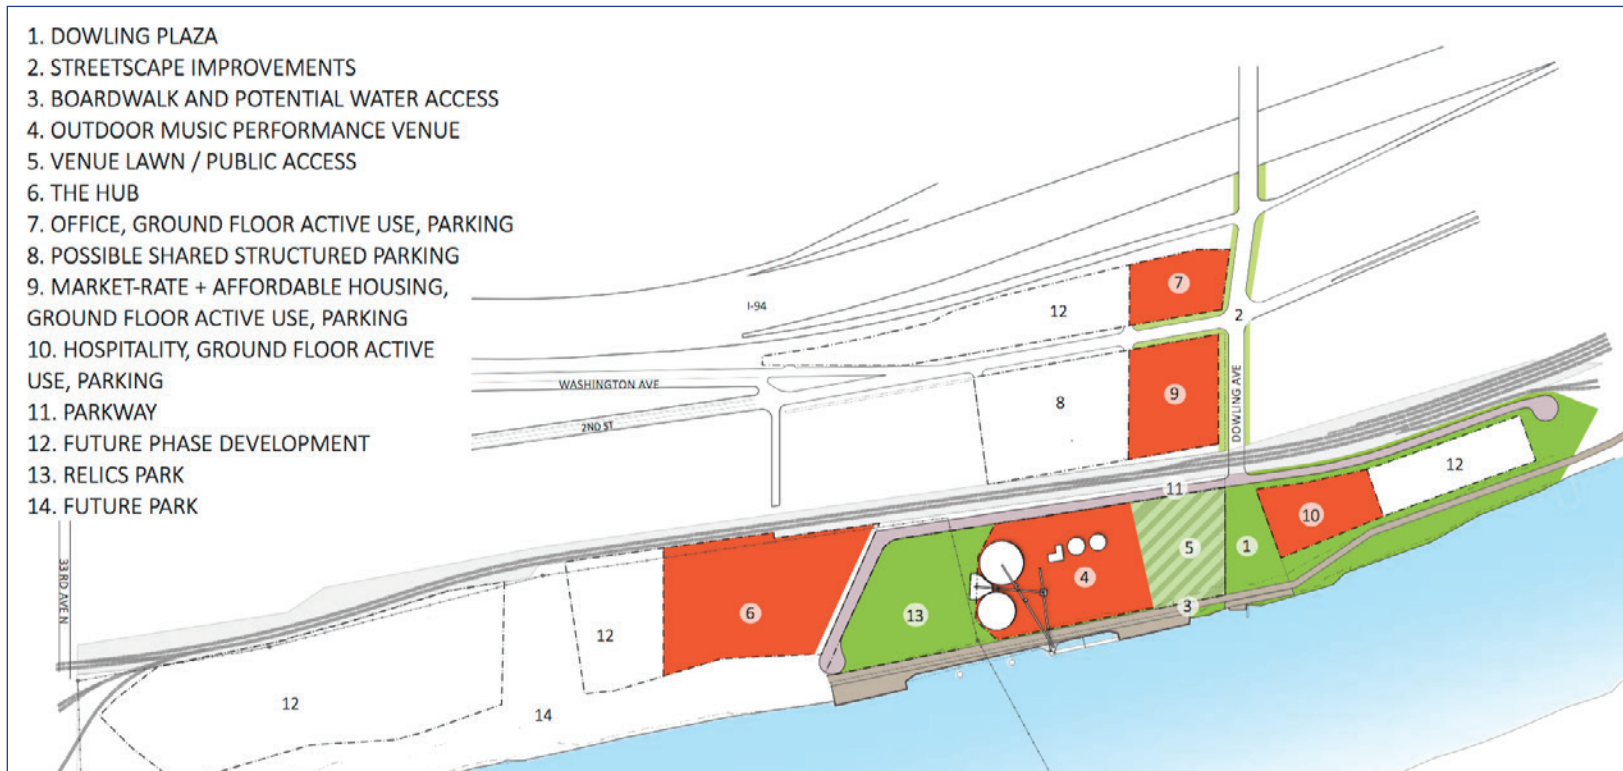 1. DOWLING PLAZA
2. STREETSCAPE IMPROVEMENTS
3. BOARDWALK AND POTENTIAL WATER ACCESS
4. OUTDOOR MUSIC PERFORMANCE VENUE
5. VENUE LAWN / PUBLIC ACCESS
6. THE HUB
7. OFFICE, GROUND FLOOR ACTIVE USE, PARKING
8. POSSIBLE SHARED STRUCTURED PARKING
9. MARKET-RATE + AFFORDABLE HOUSING,
GROUND FLOOR ACTIVE USE, PARKING
10. HOSPITALITY, GROUND FLOOR ACTIVE
USE, PARKING
11. PARKWAY
12. FUTURE PHASE DEVELOPMENT
13. RELICS PARK
14. FUTURE PARK
7
I-94
12
2
WASHINGTON AVE
9
8
DOWLING AVE
2ND ST
12
11
10
5
1
33RD AVE N
4
3
6
13
12
12
14